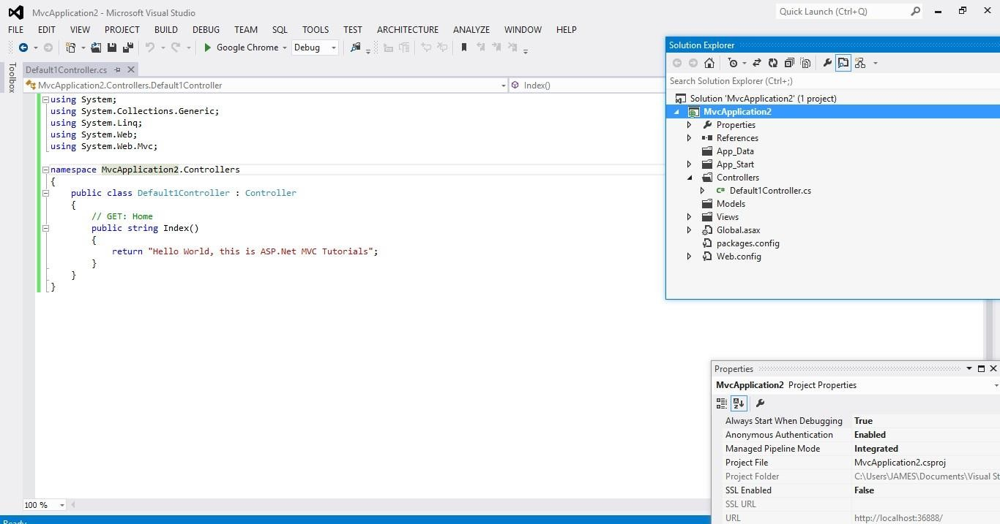 MvcApplication2 - Microsoft Visual Studio
Quick Launch (Ctrl+Q)
FILE EDIT VIEW PROJECT BUILD DEBUG TEAM SQL TOOLS TEST ARCHITECTURE ANALYZE WINDOW HELP
Google Chrome Debug
Toolbox
Default1Controller.cs
MvcApplication2.Controllers.Default1Controller
Index()
using System;
using System.Collections.Generic;
using System.Linq;
using System.Web;
using System.Web.Mvc;
namespace MvcApplication2.Controllers
{
public class Default1Controller : Controller
{
// GET: Home
public string Index()
{
return "Hello World, this is ASP.Net MVC Tutorials";
}
}
}
100 %
Ready
Solution Explorer
Search Solution Explorer (Ctrl+;)
Solution 'MvcApplication2' (1 project)
MvcApplication2
Properties
References
App_Data
App_Start
Controllers
C# Default1Controller.cs
Models
Views
Global.asax
packages.config
Web.config
Properties
MvcApplication2 Project Properties
Always Start When Debugging True
Anonymous Authentication Enabled
Managed Pipeline Mode Integrated
Project File MvcApplication2.csproj
Project Folder C:\Users\JAMES\Documents\Visual St
SSL Enabled False
SSL URL
URL http://localhost:36888/